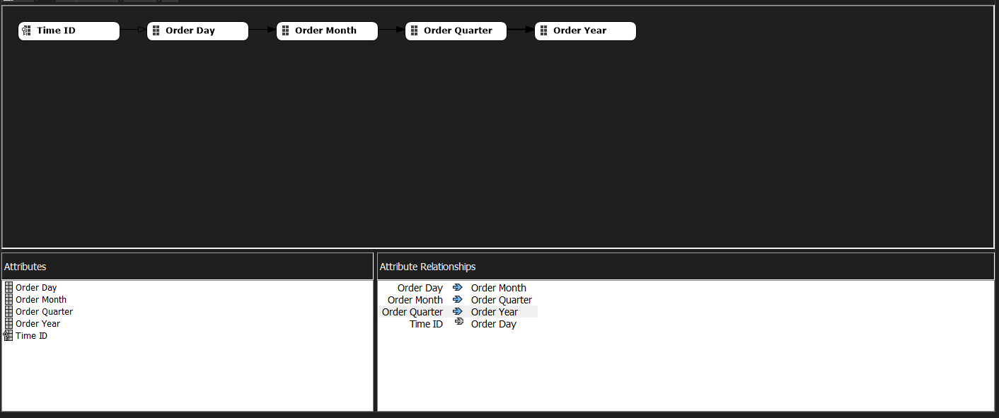 Time ID
Order Day
Order Month
Order Quarter
Order Year
Attributes
Order Day
Order Month
Order Quarter
Order Year
Time ID
Attribute Relationships
Order Day Order Month
Order Month Order Quarter
Order Quarter Order Year
Time ID Order Day